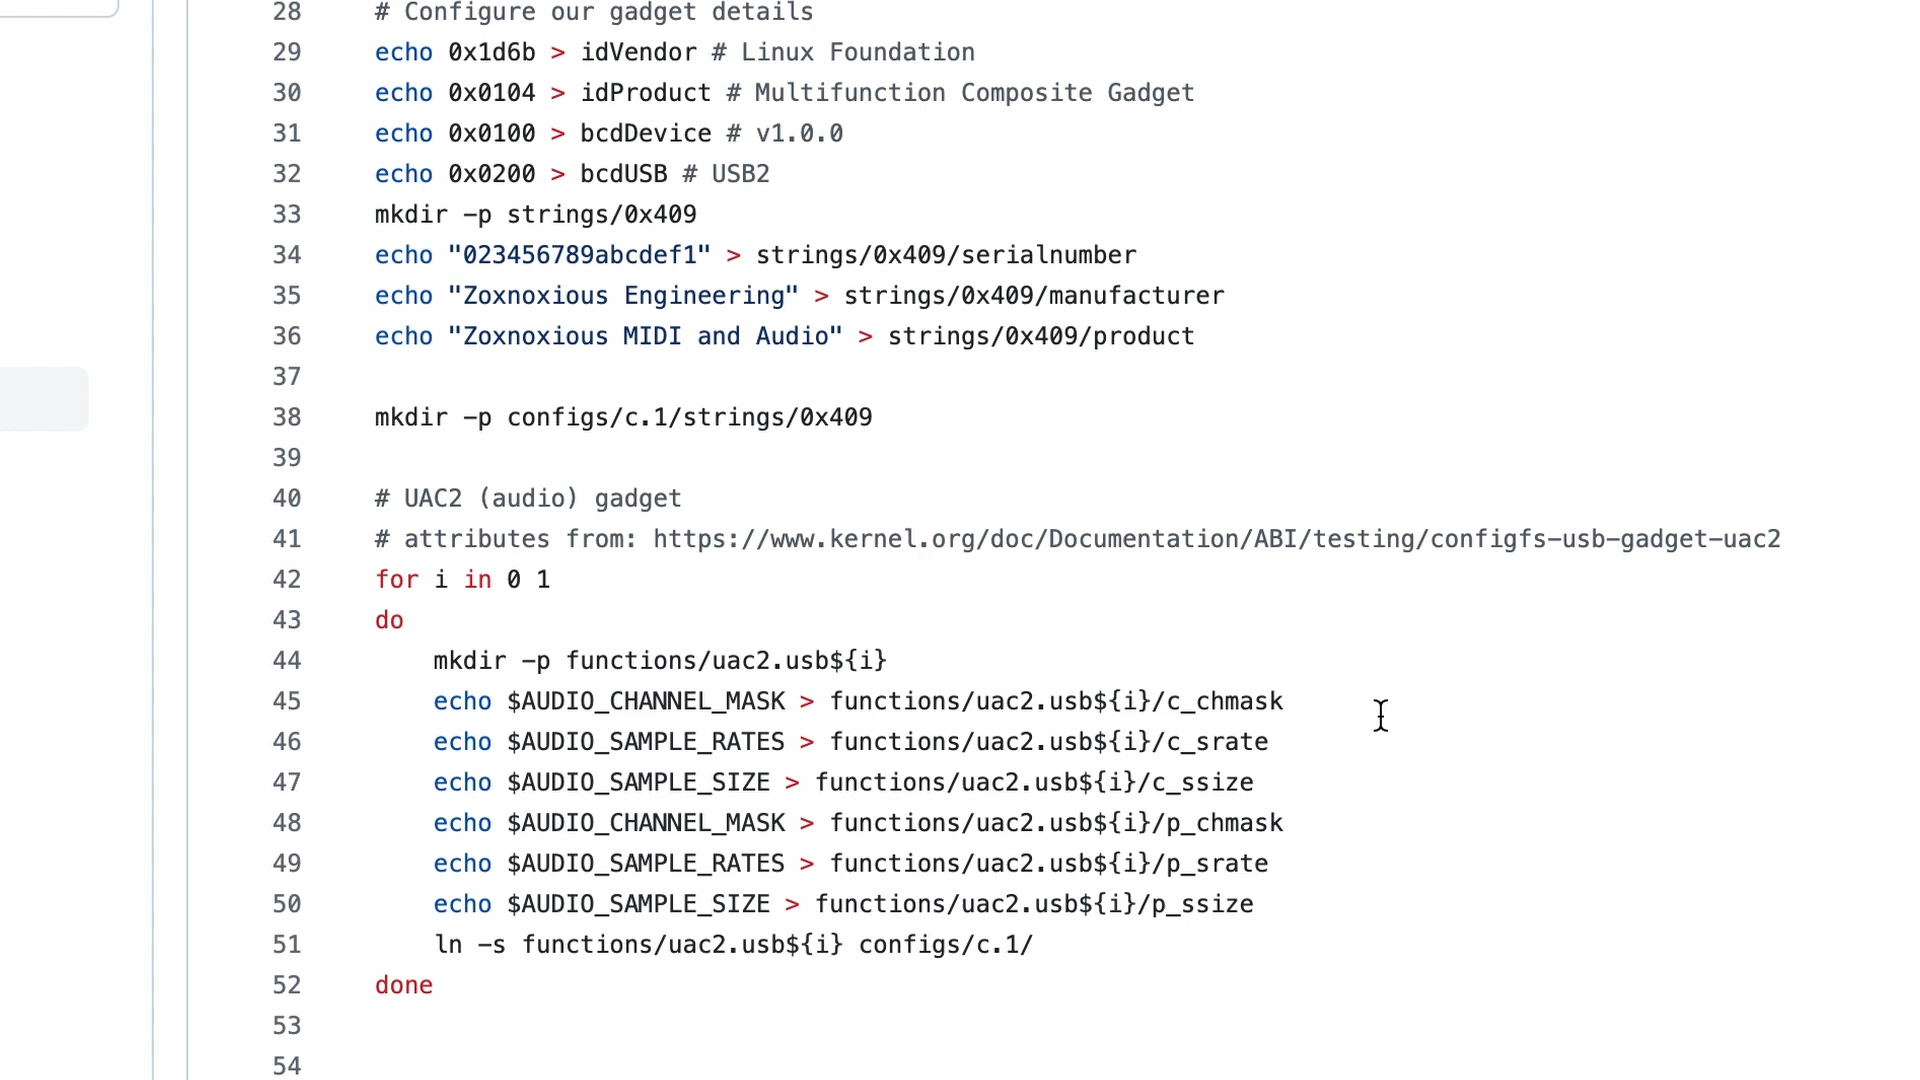 28 # Configure our gadget details
29 echo 0x1d6b > idVendor # Linux Foundation
30 echo 0x0104 > idProduct # Multifunction Composite Gadget
31 echo 0x0100 > bcdDevice # v1.0.0
32 echo 0x0200 > bcdUSB # USB2
33 mkdir -p strings/0x409
34 echo "023456789abcdef1" > strings/0x409/serialnumber
35 echo "Zoxnoxious Engineering" > strings/0x409/manufacturer
36 echo "Zoxnoxious MIDI and Audio" > strings/0x409/product
37
38 mkdir -p configs/c.1/strings/0x409
39
40 # UAC2 (audio) gadget
41 # attributes from: https://www.kernel.org/doc/Documentation/ABI/testing/configfs-usb-gadget-uac2
42 for i in 0 1
43 do
44 mkdir -p functions/uac2.usb${i}
45 echo $AUDIO_CHANNEL_MASK > functions/uac2.usb${i}/c_chmask
46 echo $AUDIO_SAMPLE_RATES > functions/uac2.usb${i}/c_srate
47 echo $AUDIO_SAMPLE_SIZE > functions/uac2.usb${i}/c_ssize
48 echo $AUDIO_CHANNEL_MASK > functions/uac2.usb${i}/p_chmask
49 echo $AUDIO_SAMPLE_RATES > functions/uac2.usb${i}/p_srate
50 echo $AUDIO_SAMPLE_SIZE > functions/uac2.usb${i}/p_ssize
51 ln -s functions/uac2.usb${i} configs/c.1/
52 done
53
54